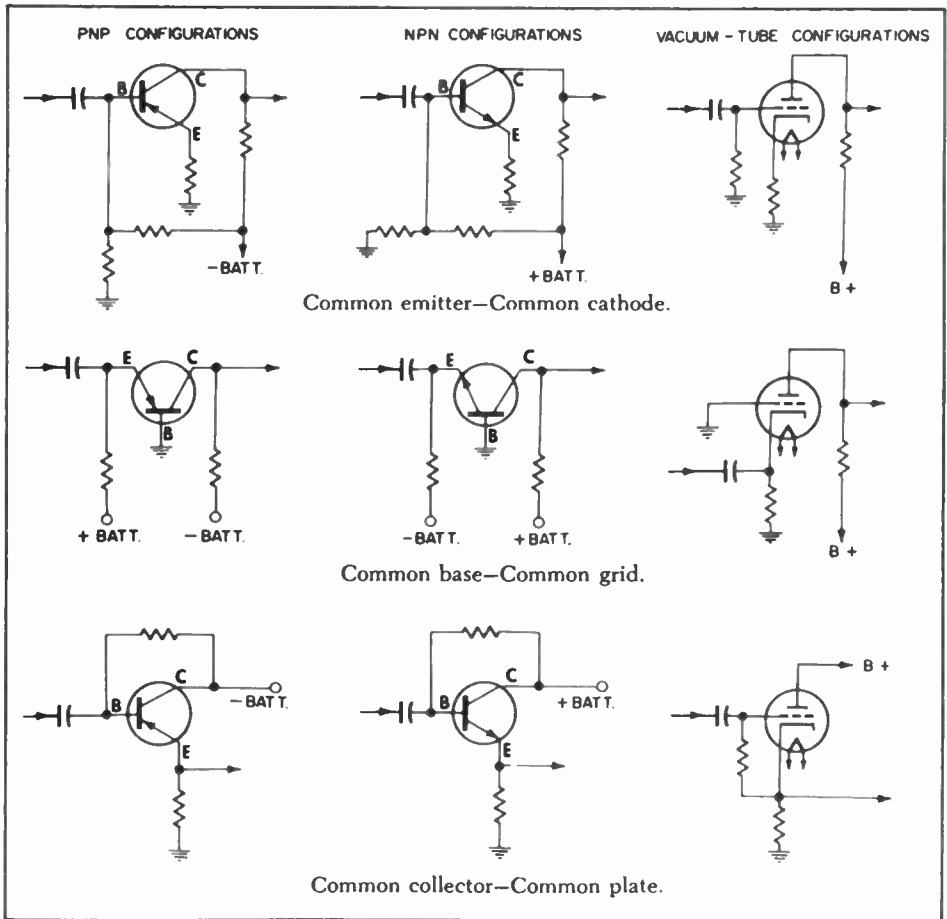 PNP CONFIGURATIONS
NPN CONFIGURATIONS
VACUUM-TUBE CONFIGURATIONS
B
C
E
-BATT.
B
C
E
+BATT.
B+
Common emitter—Common cathode.
E
C
B
+ BATT.
-BATT.
E
C
B
-BATT.
+BATT.
B+
Common base—Common grid.
B
C
-BATT.
E
B
C
+BATT.
E
B+
Common collector—Common plate.